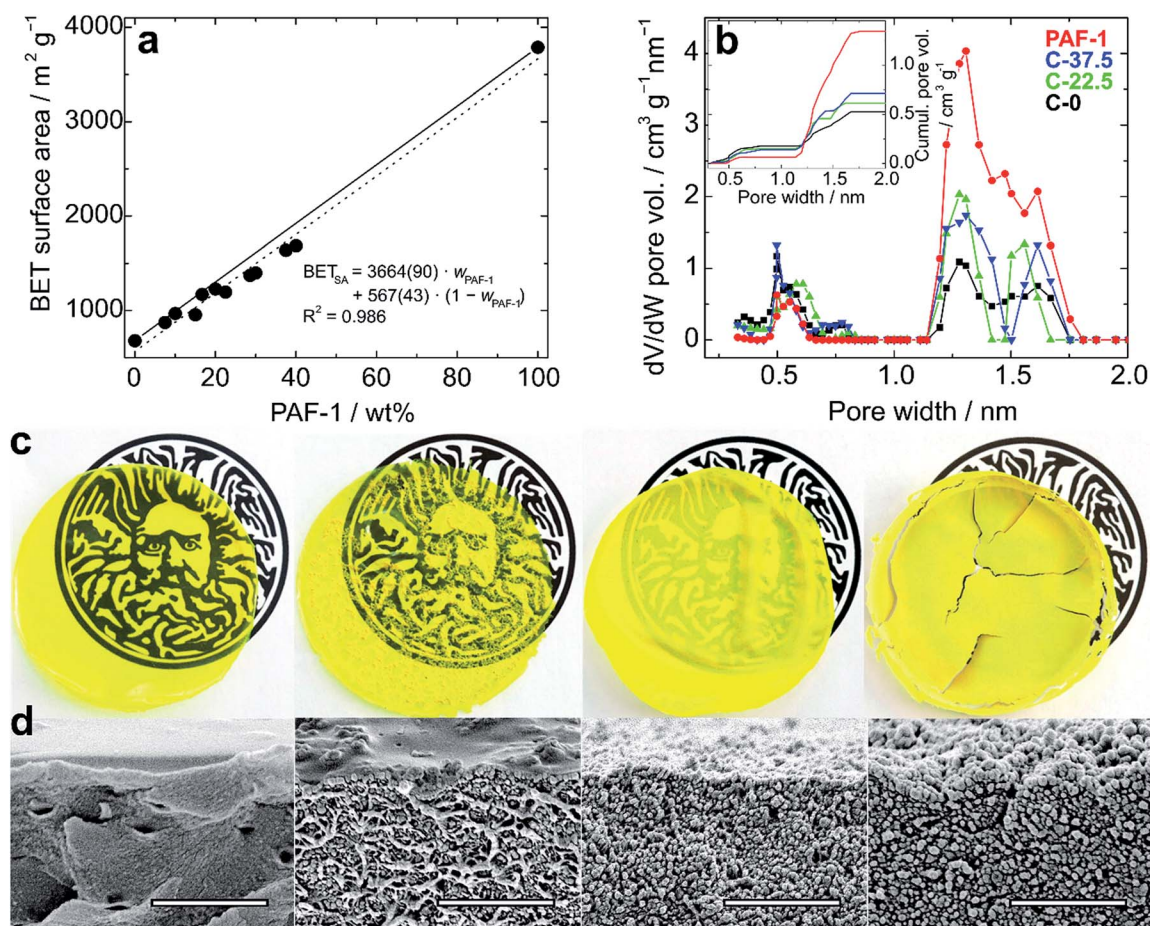 a
4000
3000
2000
1000
0 20 40 60 80 100
BET surface area / m² g⁻¹
PAF-1 / wt%
BET_SA = 3664(90) · w_PAF-1
+ 567(43) · (1 − w_PAF-1)
R² = 0.986
b
PAF-1
C-37.5
C-22.5
C-0
4
3
2
1
0
0.5 1.0 1.5 2.0
dV/dW pore vol. / cm³ g⁻¹ nm⁻¹
Pore width / nm
1.0
0.5
0.0
0.5 1.0 1.5 2.0
Pore width / nm
Cumul. pore vol.
/ cm³ g⁻¹
c
d